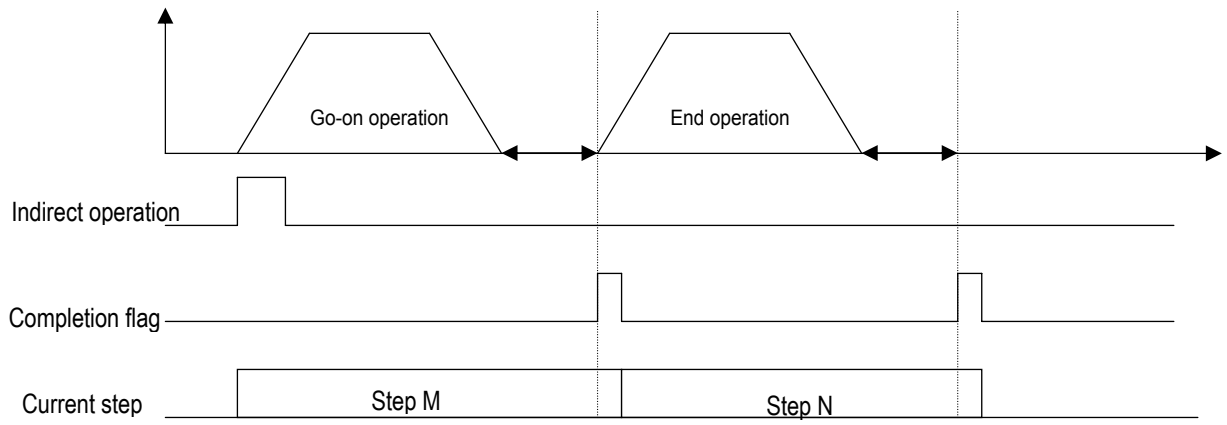 Go-on operation
End operation
Indirect operation
Completion flag
Current step
Step M
Step N